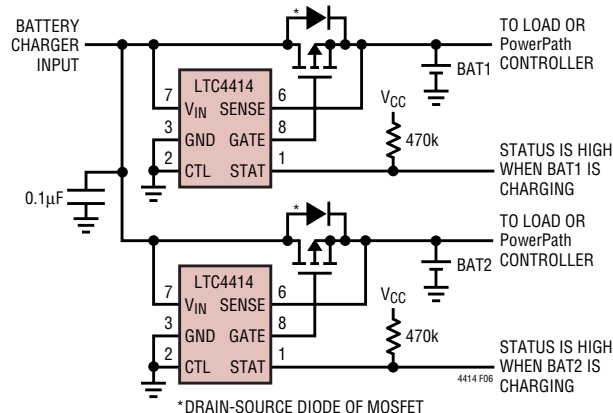 BATTERY
CHARGER
INPUT
*
TO LOAD OR
PowerPath
CONTROLLER
BAT1
LTC4414
7
VIN
SENSE
6
3
GND
GATE
8
2
CTL
STAT
1
VCC
470k
STATUS IS HIGH
WHEN BAT1 IS
CHARGING
0.1µF
*
TO LOAD OR
PowerPath
CONTROLLER
BAT2
LTC4414
7
VIN
SENSE
6
3
GND
GATE
8
2
CTL
STAT
1
VCC
470k
STATUS IS HIGH
WHEN BAT2 IS
CHARGING
4414 F06
*DRAIN-SOURCE DIODE OF MOSFET